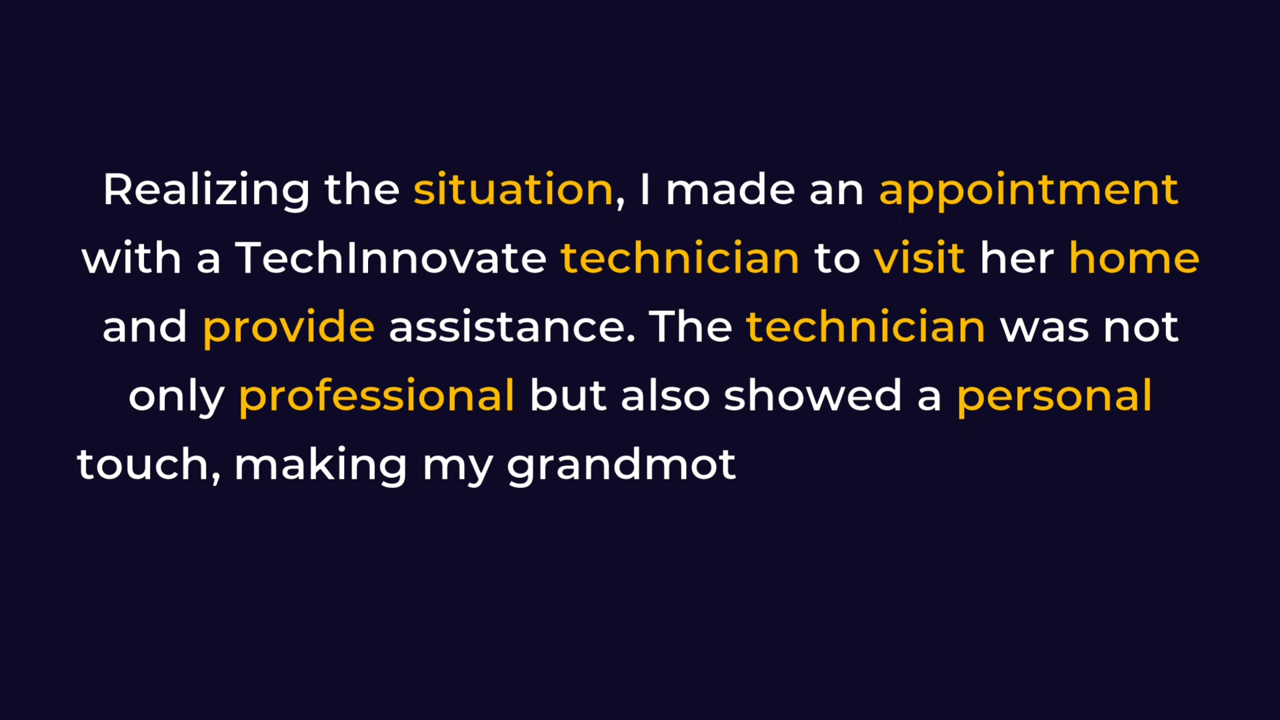 Realizing the situation, I made an appointment
with a TechInnovate technician to visit her home
and provide assistance. The technician was not
only professional but also showed a personal
touch, making my grandmot